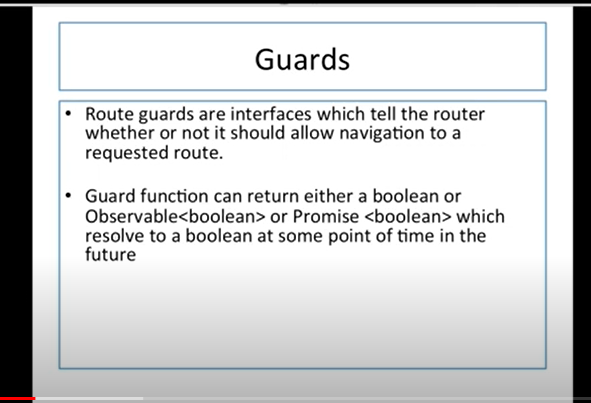 Guards
• Route guards are interfaces which tell the router
whether or not it should allow navigation to a
requested route.
• Guard function can return either a boolean or
Observable<boolean> or Promise <boolean> which
resolve to a boolean at some point of time in the
future